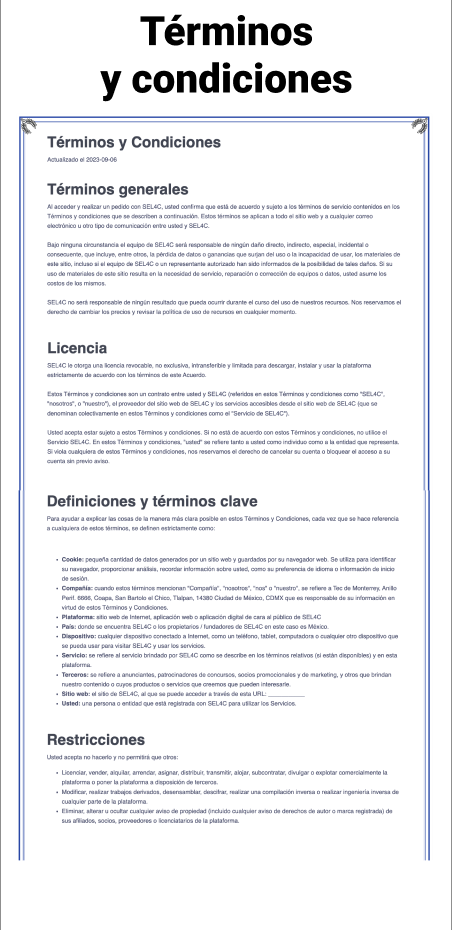 Términos
y condiciones
Términos y Condiciones
Actualizado el 2023-09-06
Términos generales
Al acceder y realizar un pedido con SEL4C, usted confirma que está de acuerdo y sujeto a los términos de servicio contenidos en los
Términos y condiciones que se describen a continuación. Estos términos se aplican a todo el sitio web y a cualquier correo
electrónico u otro tipo de comunicación entre usted y SEL4C.
Bajo ninguna circunstancia el equipo de SEL4C será responsable de ningún daño directo, indirecto, especial, incidental o
consecuente, que incluye, entre otros, la pérdida de datos o ganancias que surjan del uso o la incapacidad de usar, los materiales de
este sitio, incluso si el equipo de SEL4C o un representante autorizado han sido informados de la posibilidad de tales daños. Si su
uso de materiales de este sitio resulta en la necesidad de servicio, reparación o corrección de equipos o datos, usted asume los
costos de los mismos.
SEL4C no será responsable de ningún resultado que pueda ocurrir durante el curso del uso de nuestros recursos. Nos reservamos el
derecho de cambiar los precios y revisar la política de uso de recursos en cualquier momento.
Licencia
SEL4C le otorga una licencia revocable, no exclusiva, intransferible y limitada para descargar, instalar y usar la plataforma
estrictamente de acuerdo con los términos de este Acuerdo.
Estos Términos y condiciones son un contrato entre usted y SEL4C (referidos en estos Términos y condiciones como "SEL4C",
"nosotros", o "nuestro"), el proveedor del sitio web de SEL4C y los servicios accesibles desde el sitio web de SEL4C (que se
denominan colectivamente en estos Términos y condiciones como el "Servicio de SEL4C").
Usted acepta estar sujeto a estos Términos y condiciones. Si no está de acuerdo con estos Términos y condiciones, no utilice el
Servicio SEL4C. En estos Términos y condiciones, "usted" se refiere tanto a usted como individuo como a la entidad que representa.
Si viola cualquiera de estos Términos y condiciones, nos reservamos el derecho de cancelar su cuenta o bloquear el acceso a su
cuenta sin previo aviso.
Definiciones y términos clave
Para ayudar a explicar las cosas de la manera más clara posible en estos Términos y Condiciones, cada vez que se hace referencia
a cualquiera de estos términos, se definen estrictamente como:
• Cookie: pequeña cantidad de datos generados por un sitio web y guardados por su navegador web. Se utiliza para identificar
su navegador, proporcionar análisis, recordar información sobre usted, como su preferencia de idioma o información de inicio
de sesión.
• Compañía: cuando estos términos mencionan "Compañía", "nosotros", "nos" o "nuestro", se refiere a Tec de Monterrey, Anillo
Perif. 6666, Coapa, San Bartolo el Chico, Tlalpan, 14380 Ciudad de México, CDMX que es responsable de su información en
virtud de estos Términos y Condiciones.
• Plataforma: sitio web de Internet, aplicación web o aplicación digital de cara al público de SEL4C
• País: donde se encuentra SEL4C o los propietarios / fundadores de SEL4C en este caso es México.
• Dispositivo: cualquier dispositivo conectado a Internet, como un teléfono, tablet, computadora o cualquier otro dispositivo que
se pueda usar para visitar SEL4C y usar los servicios.
• Servicio: se refiere al servicio brindado por SEL4C como se describe en los términos relativos (si están disponibles) y en esta
plataforma.
• Terceros: se refiere a anunciantes, patrocinadores de concursos, socios promocionales y de marketing, y otros que brindan
nuestro contenido o cuyos productos o servicios que creemos que pueden interesarle.
• Sitio web: el sitio de SEL4C, al que se puede acceder a través de esta URL: ____________
• Usted: una persona o entidad que está registrada con SEL4C para utilizar los Servicios.
Restricciones
Usted acepta no hacerlo y no permitirá que otros:
• Licenciar, vender, alquilar, arrendar, asignar, distribuir, transmitir, alojar, subcontratar, divulgar o explotar comercialmente la
plataforma o poner la plataforma a disposición de terceros.
• Modificar, realizar trabajos derivados, desensamblar, descifrar, realizar una compilación inversa o realizar ingeniería inversa de
cualquier parte de la plataforma.
• Eliminar, alterar u ocultar cualquier aviso de propiedad (incluido cualquier aviso de derechos de autor o marca registrada) de
sus afiliados, socios, proveedores o licenciatarios de la plataforma.